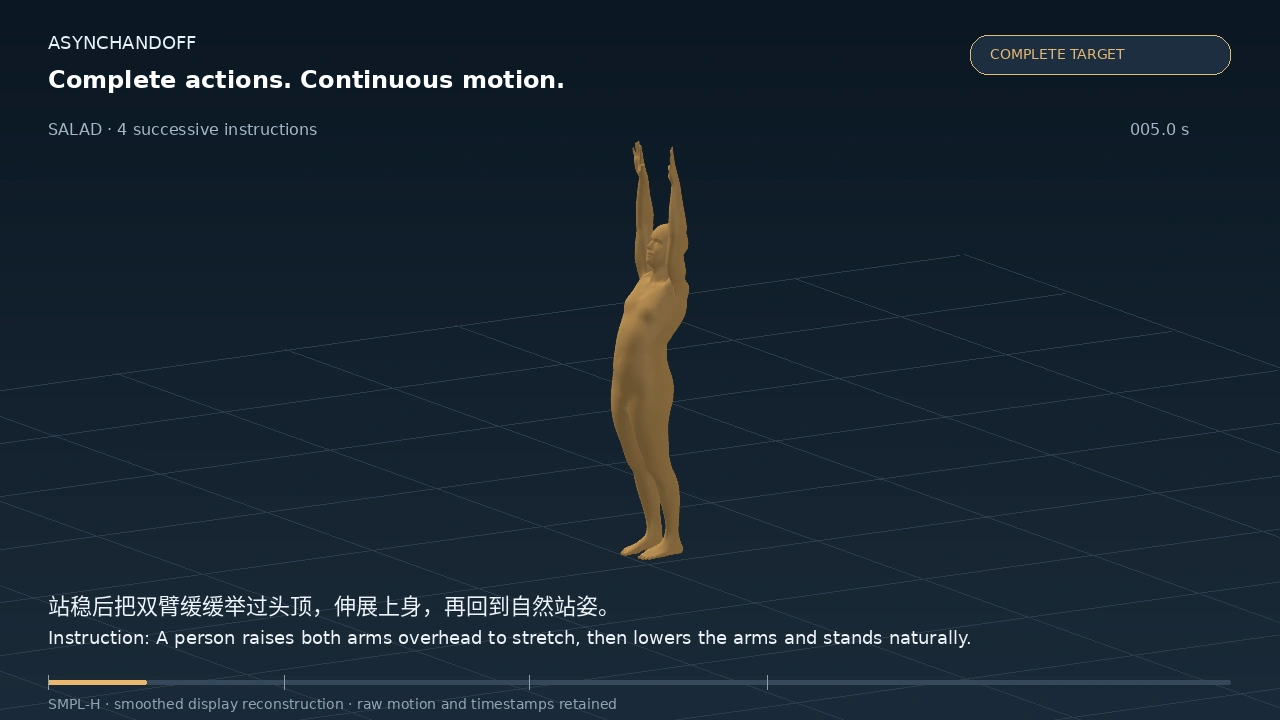 ASYNCHANDOFF
Complete actions. Continuous motion.
COMPLETE TARGET
SALAD · 4 successive instructions
005.0 s
站稳后把双臂缓缓举过头顶，伸展上身，再回到自然站姿。
Instruction: A person raises both arms overhead to stretch, then lowers the arms and stands naturally.
SMPL-H · smoothed display reconstruction · raw motion and timestamps retained